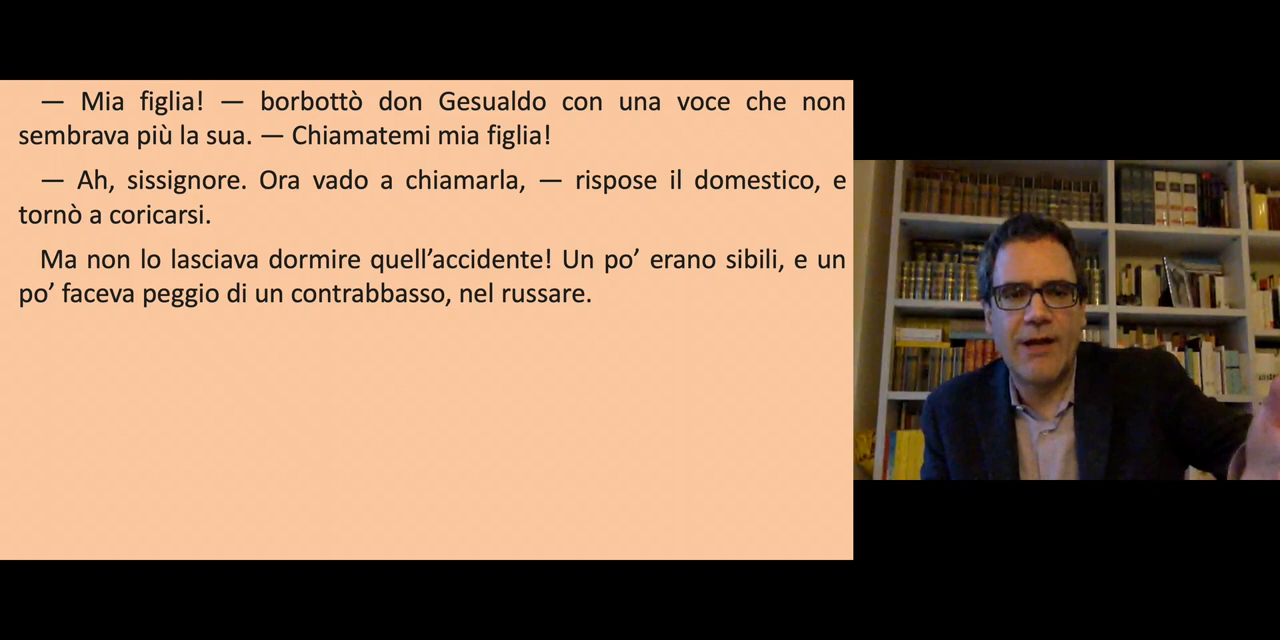 — Mia figlia! — borbottò don Gesualdo con una voce che non
sembrava più la sua. — Chiamatemi mia figlia!
— Ah, sissignore. Ora vado a chiamarla, — rispose il domestico, e
tornò a coricarsi.
Ma non lo lasciava dormire quell’accidente! Un po’ erano sibili, e un
po’ faceva peggio di un contrabbasso, nel russare.